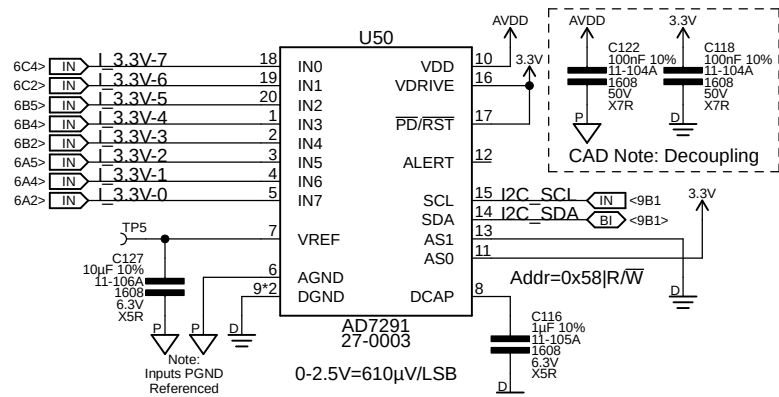 U50
AD7291
27-0003
6C4> IN I_3.3V-7 18 IN0
6C2> IN I_3.3V-6 19 IN1
6B5> IN I_3.3V-5 20 IN2
6B4> IN I_3.3V-4 1 IN3
6B2> IN I_3.3V-3 2 IN4
6A5> IN I_3.3V-2 3 IN5
6A4> IN I_3.3V-1 4 IN6
6A2> IN I_3.3V-0 5 IN7
TP5
7 VREF
6 AGND
9*2 DGND
C127
10µF 10%
11-106A
1608
6.3V
X5R
P
P
D
Note:
Inputs PGND
Referenced
AVDD
VDD 10
3.3V
VDRIVE 16
PD/RST 17
ALERT 12
SCL 15 I2C_SCL IN <9B1
SDA 14 I2C_SDA BI <9B1>
AS1 13
AS0 11
3.3V
D
Addr=0x58|R/W
DCAP 8
C116
1µF 10%
11-105A
1608
6.3V
X5R
D
0-2.5V=610µV/LSB
AVDD
C122
100nF 10%
11-104A
1608
50V
X7R
P
3.3V
C118
100nF 10%
11-104A
1608
50V
X7R
D
CAD Note: Decoupling